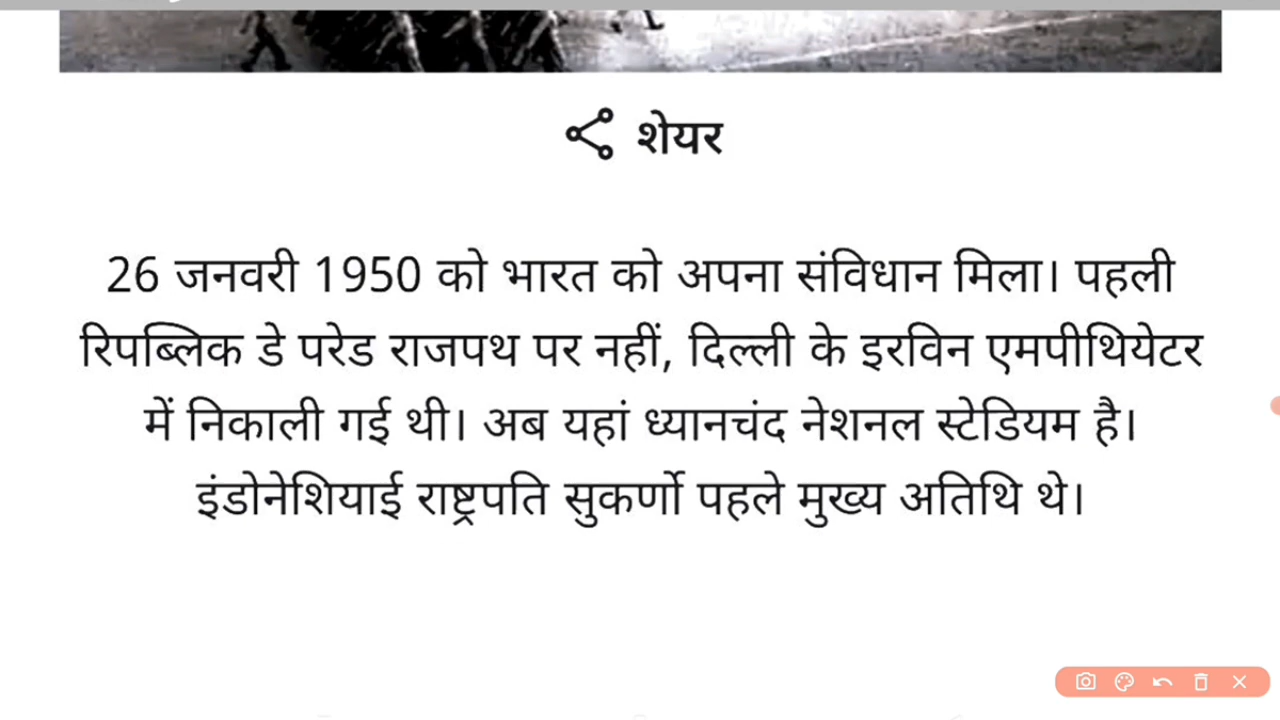 शेयर
26 जनवरी 1950 को भारत को अपना संविधान मिला। पहली
रिपब्लिक डे परेड राजपथ पर नहीं, दिल्ली के इरविन एमपीथियेटर
में निकाली गई थी। अब यहां ध्यानचंद नेशनल स्टेडियम है।
इंडोनेशियाई राष्ट्रपति सुकर्णो पहले मुख्य अतिथि थे।